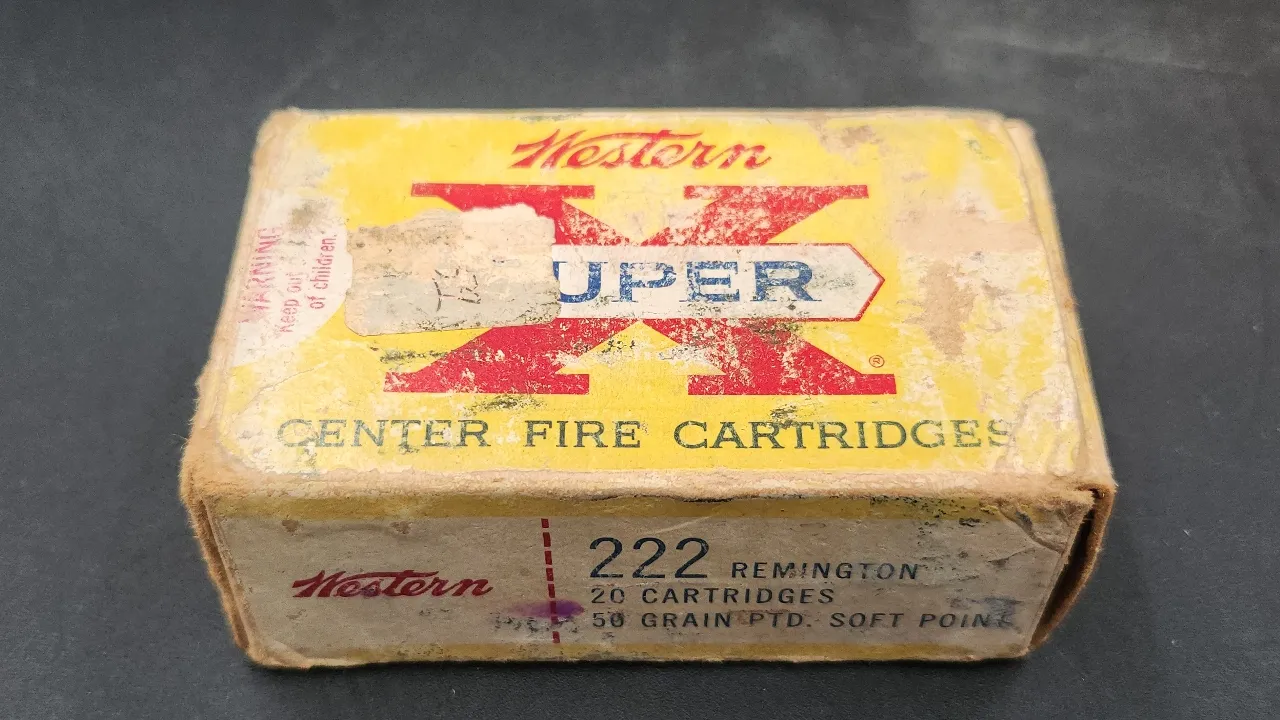 Western
X
UPER
®
WARNING
Keep out
of children.
CENTER FIRE CARTRIDGES
Western
222 REMINGTON
20 CARTRIDGES
50 GRAIN PTD. SOFT POINT